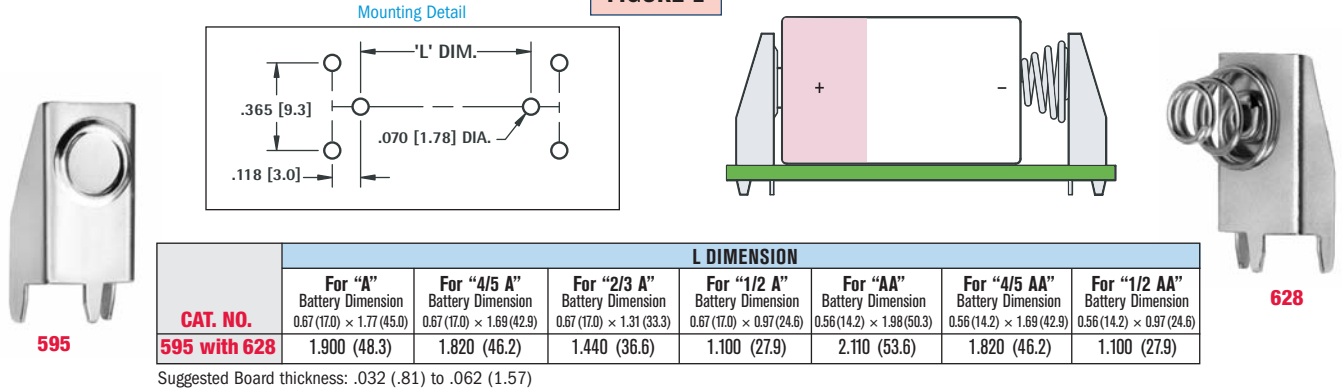 FIGURE 1
Mounting Detail
'L' DIM.
.365 [9.3]
.070 [1.78] DIA.
.118 [3.0]
+ –
595
628
L DIMENSION
CAT. NO.
For “A” For “4/5 A” For “2/3 A” For “1/2 A” For “AA” For “4/5 AA” For “1/2 AA”
Battery Dimension Battery Dimension Battery Dimension Battery Dimension Battery Dimension Battery Dimension Battery Dimension
0.67 (17.0) × 1.77 (45.0) 0.67 (17.0) × 1.69 (42.9) 0.67 (17.0) × 1.31 (33.3) 0.67 (17.0) × 0.97 (24.6) 0.56 (14.2) × 1.98 (50.3) 0.56 (14.2) × 1.69 (42.9) 0.56 (14.2) × 0.97 (24.6)
595 with 628 1.900 (48.3) 1.820 (46.2) 1.440 (36.6) 1.100 (27.9) 2.110 (53.6) 1.820 (46.2) 1.100 (27.9)
Suggested Board thickness: .032 (.81) to .062 (1.57)